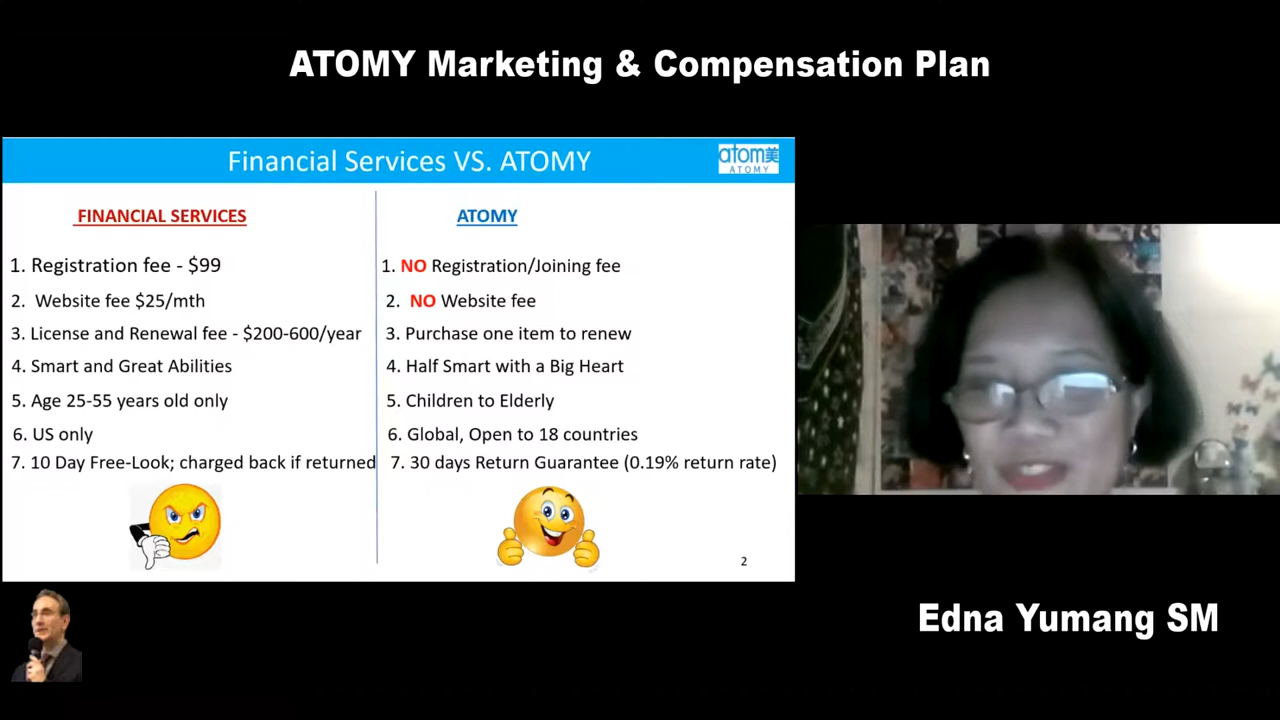 ATOMY Marketing & Compensation Plan
Financial Services VS. ATOMY
atom美
ATOMY
FINANCIAL SERVICES
1. Registration fee - $99
2. Website fee $25/mth
3. License and Renewal fee - $200-600/year
4. Smart and Great Abilities
5. Age 25-55 years old only
6. US only
7. 10 Day Free-Look; charged back if returned
ATOMY
1. NO Registration/Joining fee
2. NO Website fee
3. Purchase one item to renew
4. Half Smart with a Big Heart
5. Children to Elderly
6. Global, Open to 18 countries
7. 30 days Return Guarantee (0.19% return rate)
2
Edna Yumang SM